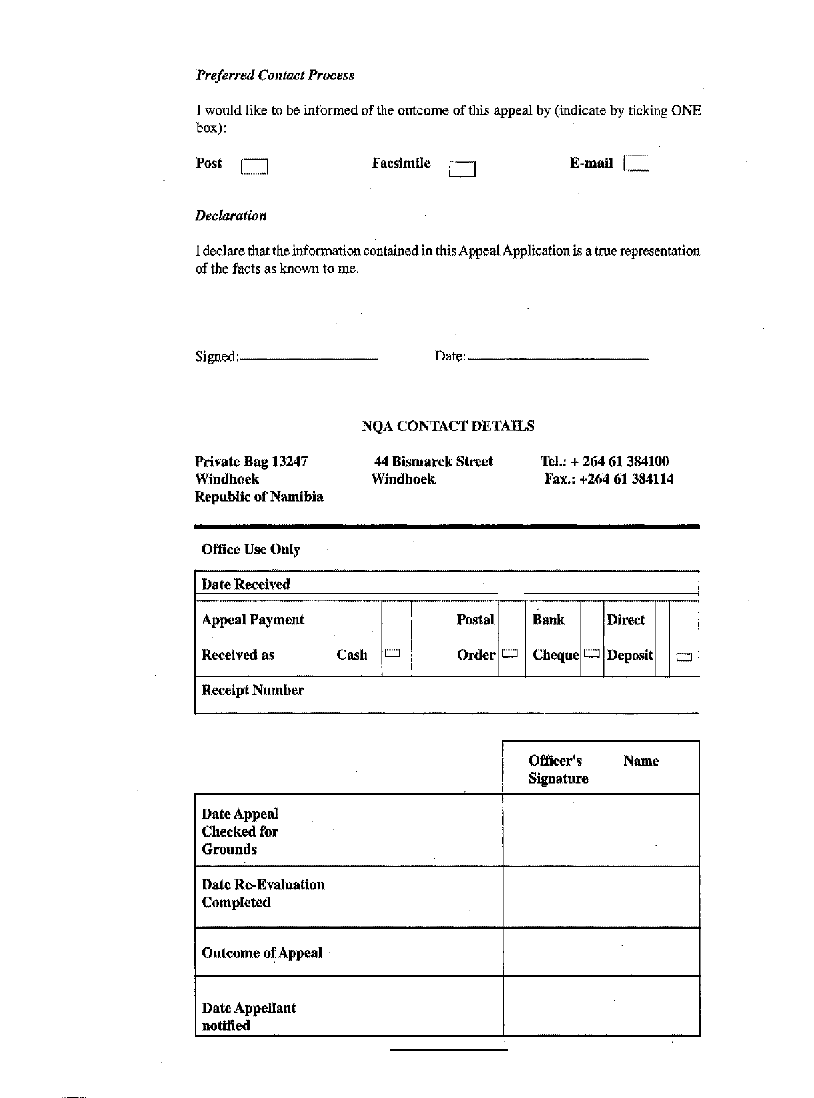 Preferred Contact Process
I would like to be informed of the outcome of this appeal by (indicate by ticking ONE
box):
Post Facsimile E-mail
Declaration
I declare that the information contained in this Appeal Application is a true representation
of the facts as known to me.
Signed: Date:
NQA CONTACT DETAILS
Private Bag 13247 44 Bismarck Street Tel.: + 264 61 384100
Windhoek Windhoek Fax.: +264 61 384114
Republic of Namibia
Office Use Only
Date Received
Appeal Payment Postal Bank Direct
Received as Cash Order Cheque Deposit
Receipt Number
Officer's Name
Signature
Date Appeal
Checked for
Grounds
Date Re-Evaluation
Completed
Outcome of Appeal
Date Appellant
notified